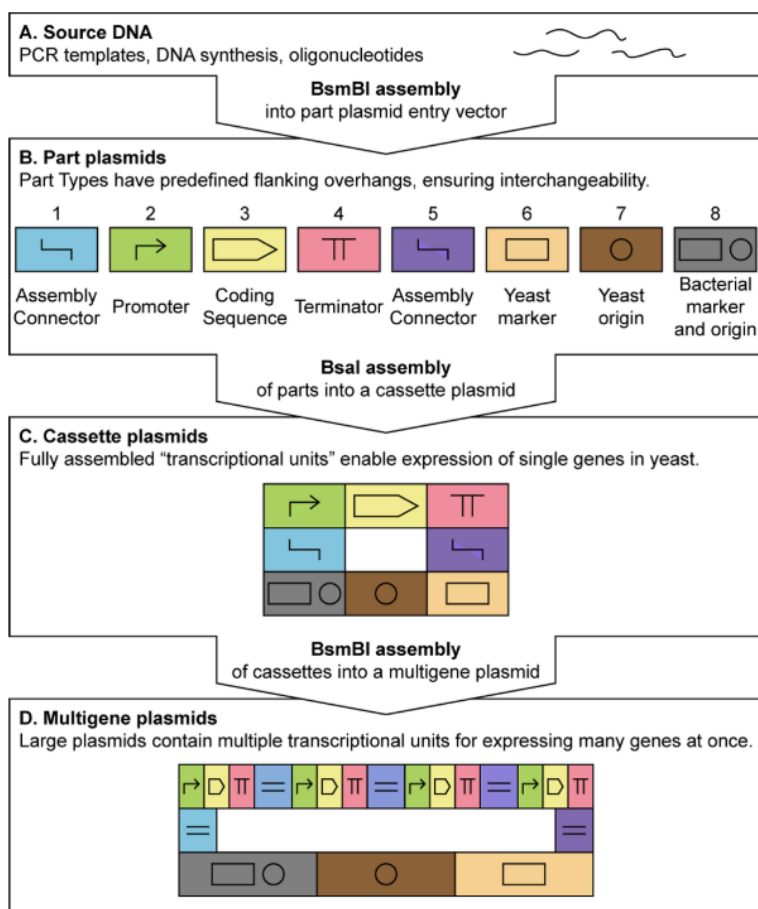 A. Source DNA
PCR templates, DNA synthesis, oligonucleotides
BsmBI assembly
into part plasmid entry vector
B. Part plasmids
Part Types have predefined flanking overhangs, ensuring interchangeability.
1 2 3 4 5 6 7 8
Assembly Connector
Promoter
Coding Sequence
Terminator
Assembly Connector
Yeast marker
Yeast origin
Bacterial marker and origin
BsaI assembly
of parts into a cassette plasmid
C. Cassette plasmids
Fully assembled “transcriptional units” enable expression of single genes in yeast.
BsmBI assembly
of cassettes into a multigene plasmid
D. Multigene plasmids
Large plasmids contain multiple transcriptional units for expressing many genes at once.